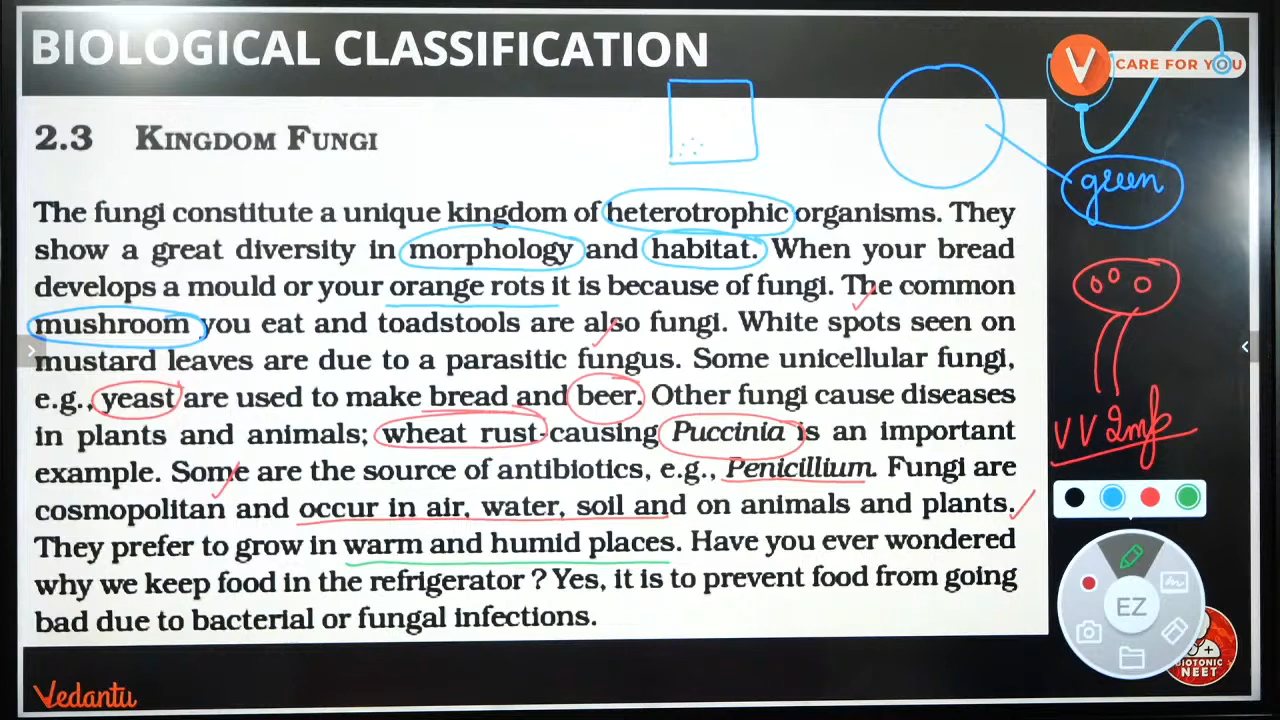 BIOLOGICAL CLASSIFICATION
V CARE FOR YOU
2.3 KINGDOM FUNGI
green
The fungi constitute a unique kingdom of heterotrophic organisms. They
show a great diversity in morphology and habitat. When your bread
develops a mould or your orange rots it is because of fungi. The common
mushroom you eat and toadstools are also fungi. White spots seen on
mustard leaves are due to a parasitic fungus. Some unicellular fungi,
e.g., yeast are used to make bread and beer. Other fungi cause diseases
in plants and animals; wheat rust-causing Puccinia is an important
example. Some are the source of antibiotics, e.g., Penicillium. Fungi are
cosmopolitan and occur in air, water, soil and on animals and plants.
They prefer to grow in warm and humid places. Have you ever wondered
why we keep food in the refrigerator ? Yes, it is to prevent food from going
bad due to bacterial or fungal infections.
VV Imp
EZ
BIOTONIC
NEET
Vedantu